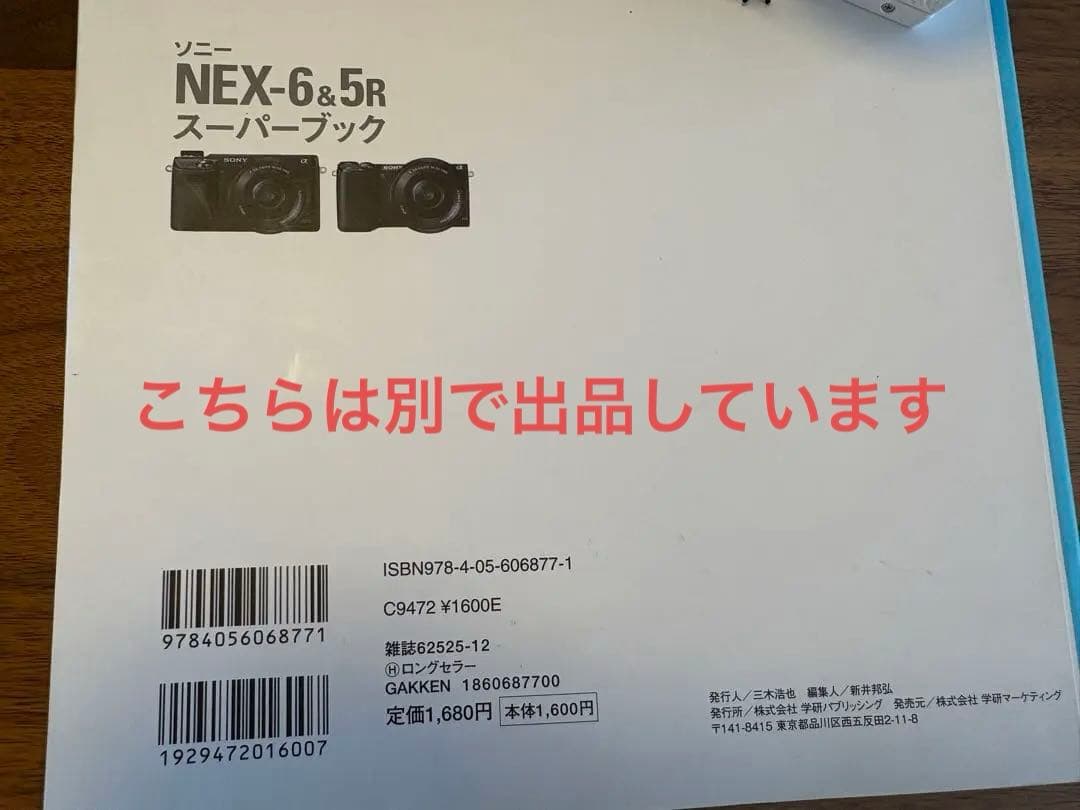 ソニー
NEX-6&5R
スーパーブック
SONY α
SONY
こちらは別で出品しています
ISBN978-4-05-606877-1
9784056068771
C9472 ¥1600E
雑誌62525-12
Ⓗロングセラー
GAKKEN 1860687700
定価1,680円 本体1,600円
1929472016007
発行人／三木浩也 編集人／新井邦弘
発行所／株式会社 学研パブリッシング 発売元／株式会社 学研マーケティング
〒141-8415 東京都品川区西五反田2-11-8